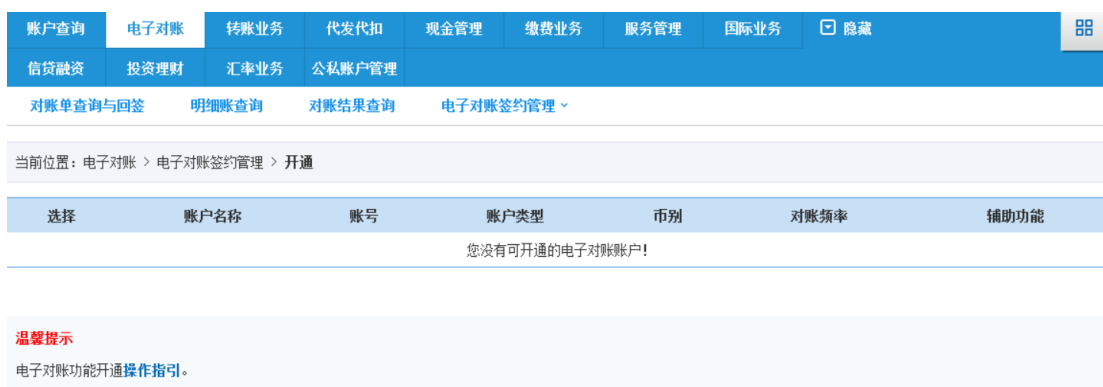 账户查询 电子对账 转账业务 代发代扣 现金管理 缴费业务 服务管理 国际业务 隐藏
信贷融资 投资理财 汇率业务 公私账户管理
对账单查询与回签 明细账查询 对账结果查询 电子对账签约管理
当前位置：电子对账 > 电子对账签约管理 > 开通
选择 账户名称 账号 账户类型 币别 对账频率 辅助功能
您没有可开通的电子对账账户!
温馨提示
电子对账功能开通操作指引。